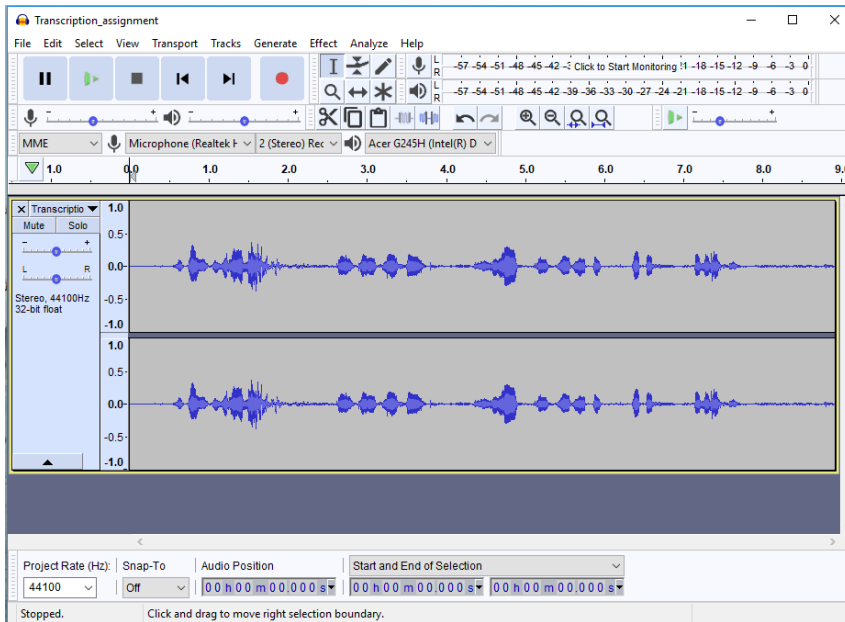 Transcription_assignment
File Edit Select View Transport Tracks Generate Effect Analyze Help
L -57 -54 -51 -48 -45 -42 -3 Click to Start Monitoring !1 -18 -15 -12 -9 -6 -3 0
R
L -57 -54 -51 -48 -45 -42 -39 -36 -33 -30 -27 -24 -21 -18 -15 -12 -9 -6 -3 0
R
- +
- +
- +
MME Microphone (Realtek H 2 (Stereo) Rec Acer G245H (Intel(R) D
1.0 0.0 1.0 2.0 3.0 4.0 5.0 6.0 7.0 8.0 9.0
Transcriptio
Mute Solo
- +
L R
Stereo, 44100Hz
32-bit float
1.0
0.5
0.0
-0.5
-1.0
1.0
0.5
0.0
-0.5
-1.0
Project Rate (Hz): Snap-To Audio Position Start and End of Selection
44100 Off 00 h 00 m 00.000 s 00 h 00 m 00.000 s 00 h 00 m 00.000 s
Stopped. Click and drag to move right selection boundary.